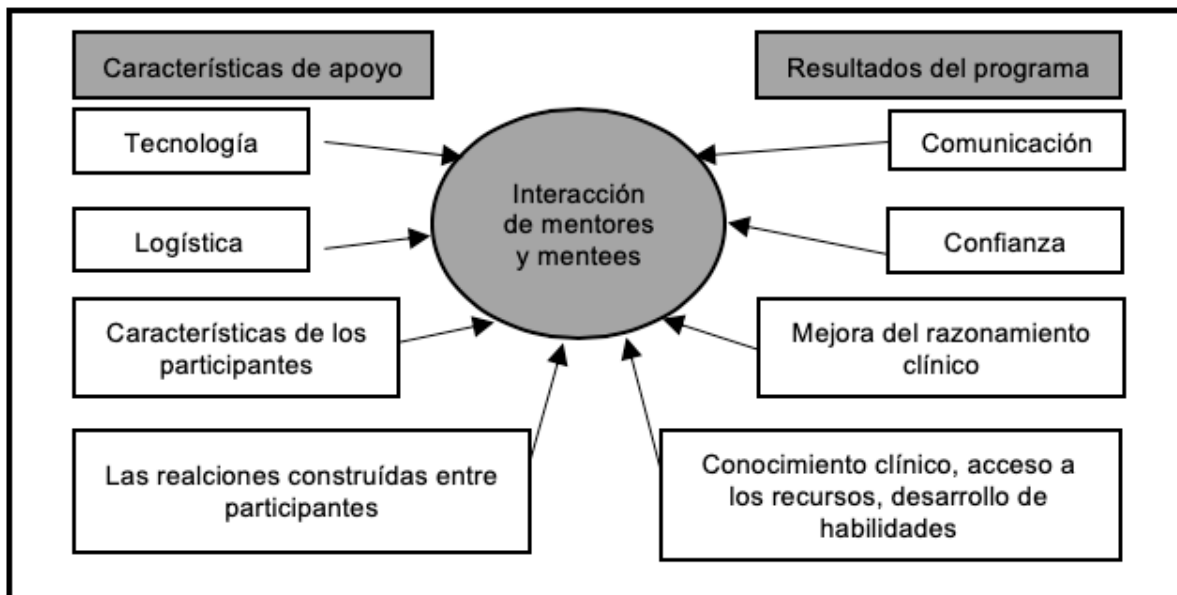 Características de apoyo
Resultados del programa
Tecnología
Comunicación
Interacción
de mentores
y mentees
Logística
Confianza
Características de los
participantes
Mejora del razonamiento
clínico
Las realciones construídas entre
participantes
Conocimiento clínico, acceso a
los recursos, desarrollo de
habilidades